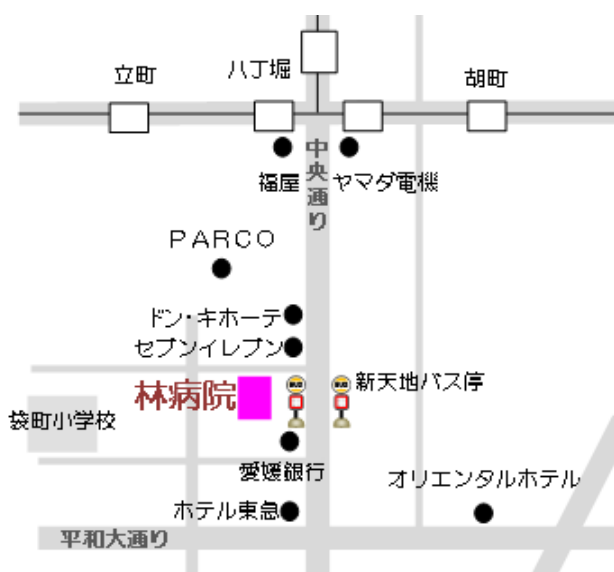 八丁堀
立町
胡町
福屋
ヤマダ電機
中央通り
PARCO
ドン・キホーテ
セブンイレブン
林病院
新天地バス停
袋町小学校
愛媛銀行
オリエンタルホテル
ホテル東急
平和大通り